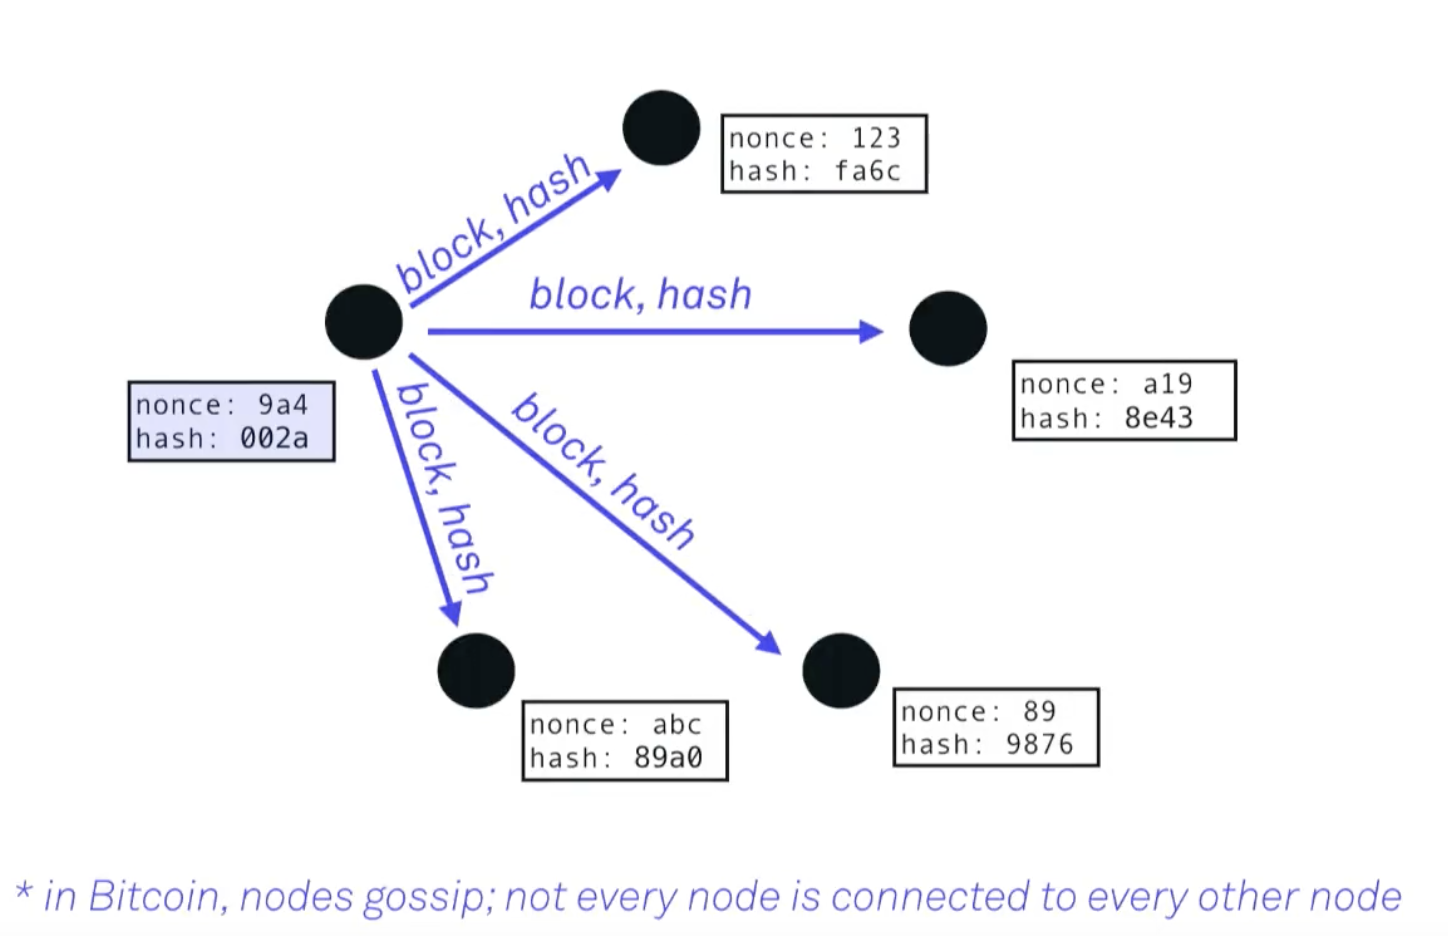 nonce: 123
hash: fa6c
block, hash
block, hash
nonce: a19
hash: 8e43
nonce: 9a4
hash: 002a
block, hash
block, hash
nonce: abc
hash: 89a0
nonce: 89
hash: 9876
* in Bitcoin, nodes gossip; not every node is connected to every other node